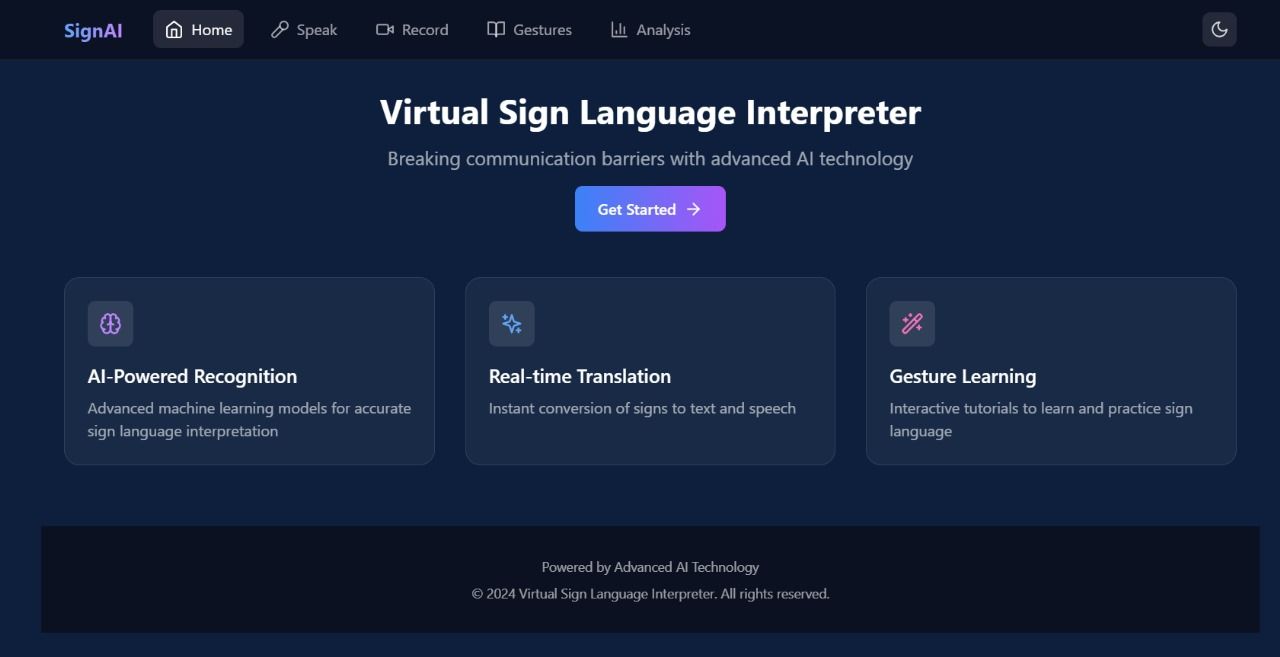 SignAI
Home
Speak
Record
Gestures
Analysis
Virtual Sign Language Interpreter
Breaking communication barriers with advanced AI technology
Get Started
AI-Powered Recognition
Advanced machine learning models for accurate
sign language interpretation
Real-time Translation
Instant conversion of signs to text and speech
Gesture Learning
Interactive tutorials to learn and practice sign
language
Powered by Advanced AI Technology
© 2024 Virtual Sign Language Interpreter. All rights reserved.